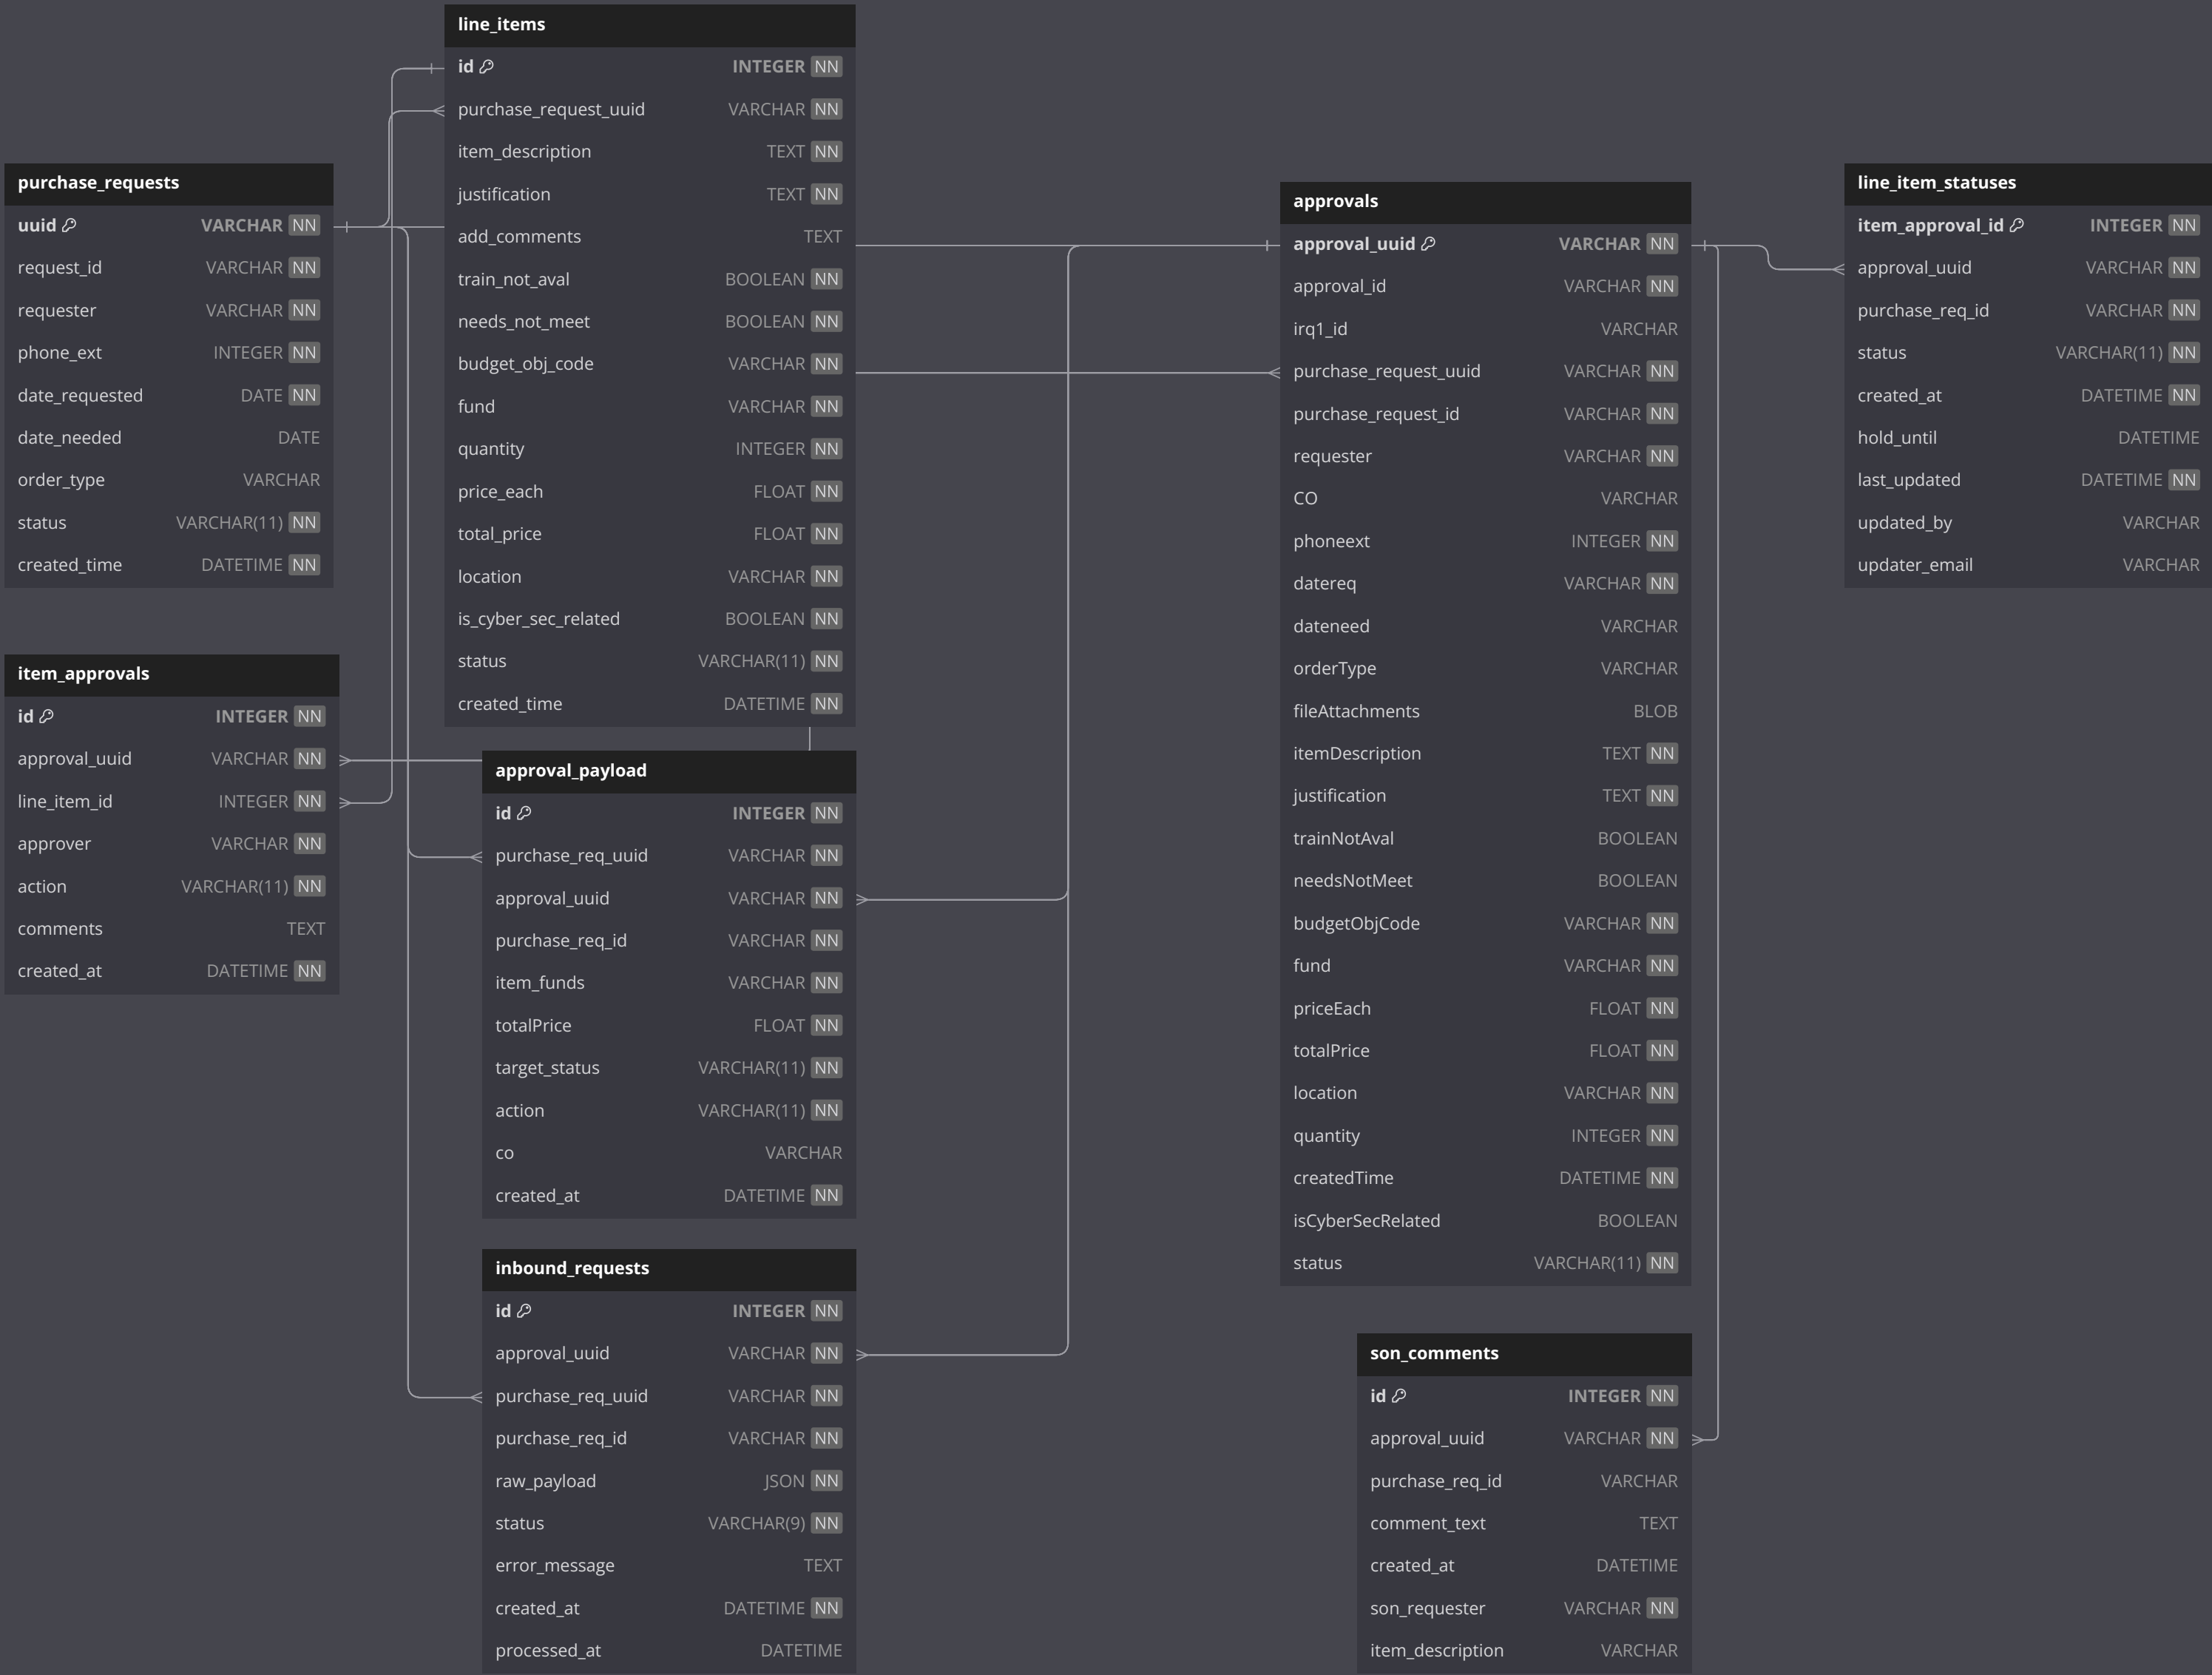 line_items
id INTEGER NN
purchase_request_uuid VARCHAR NN
item_description TEXT NN
justification TEXT NN
add_comments TEXT
train_not_aval BOOLEAN NN
needs_not_meet BOOLEAN NN
budget_obj_code VARCHAR NN
fund VARCHAR NN
quantity INTEGER NN
price_each FLOAT NN
total_price FLOAT NN
location VARCHAR NN
is_cyber_sec_related BOOLEAN NN
status VARCHAR(11) NN
created_time DATETIME NN
purchase_requests
uuid VARCHAR NN
request_id VARCHAR NN
requester VARCHAR NN
phone_ext INTEGER NN
date_requested DATE NN
date_needed DATE
order_type VARCHAR
status VARCHAR(11) NN
created_time DATETIME NN
item_approvals
id INTEGER NN
approval_uuid VARCHAR NN
line_item_id INTEGER NN
approver VARCHAR NN
action VARCHAR(11) NN
comments TEXT
created_at DATETIME NN
approval_payload
id INTEGER NN
purchase_req_uuid VARCHAR NN
approval_uuid VARCHAR NN
purchase_req_id VARCHAR NN
item_funds VARCHAR NN
totalPrice FLOAT NN
target_status VARCHAR(11) NN
action VARCHAR(11) NN
co VARCHAR
created_at DATETIME NN
inbound_requests
id INTEGER NN
approval_uuid VARCHAR NN
purchase_req_uuid VARCHAR NN
purchase_req_id VARCHAR NN
raw_payload JSON NN
status VARCHAR(9) NN
error_message TEXT
created_at DATETIME NN
processed_at DATETIME
approvals
approval_uuid VARCHAR NN
approval_id VARCHAR NN
irq1_id VARCHAR
purchase_request_uuid VARCHAR NN
purchase_request_id VARCHAR NN
requester VARCHAR NN
CO VARCHAR
phoneext INTEGER NN
datereq VARCHAR NN
dateneed VARCHAR
orderType VARCHAR
fileAttachments BLOB
itemDescription TEXT NN
justification TEXT NN
trainNotAval BOOLEAN
needsNotMeet BOOLEAN
budgetObjCode VARCHAR NN
fund VARCHAR NN
priceEach FLOAT NN
totalPrice FLOAT NN
location VARCHAR NN
quantity INTEGER NN
createdTime DATETIME NN
isCyberSecRelated BOOLEAN
status VARCHAR(11) NN
son_comments
id INTEGER NN
approval_uuid VARCHAR NN
purchase_req_id VARCHAR
comment_text TEXT
created_at DATETIME
son_requester VARCHAR NN
item_description VARCHAR
line_item_statuses
item_approval_id INTEGER NN
approval_uuid VARCHAR NN
purchase_req_id VARCHAR NN
status VARCHAR(11) NN
created_at DATETIME NN
hold_until DATETIME
last_updated DATETIME NN
updated_by VARCHAR
updater_email VARCHAR